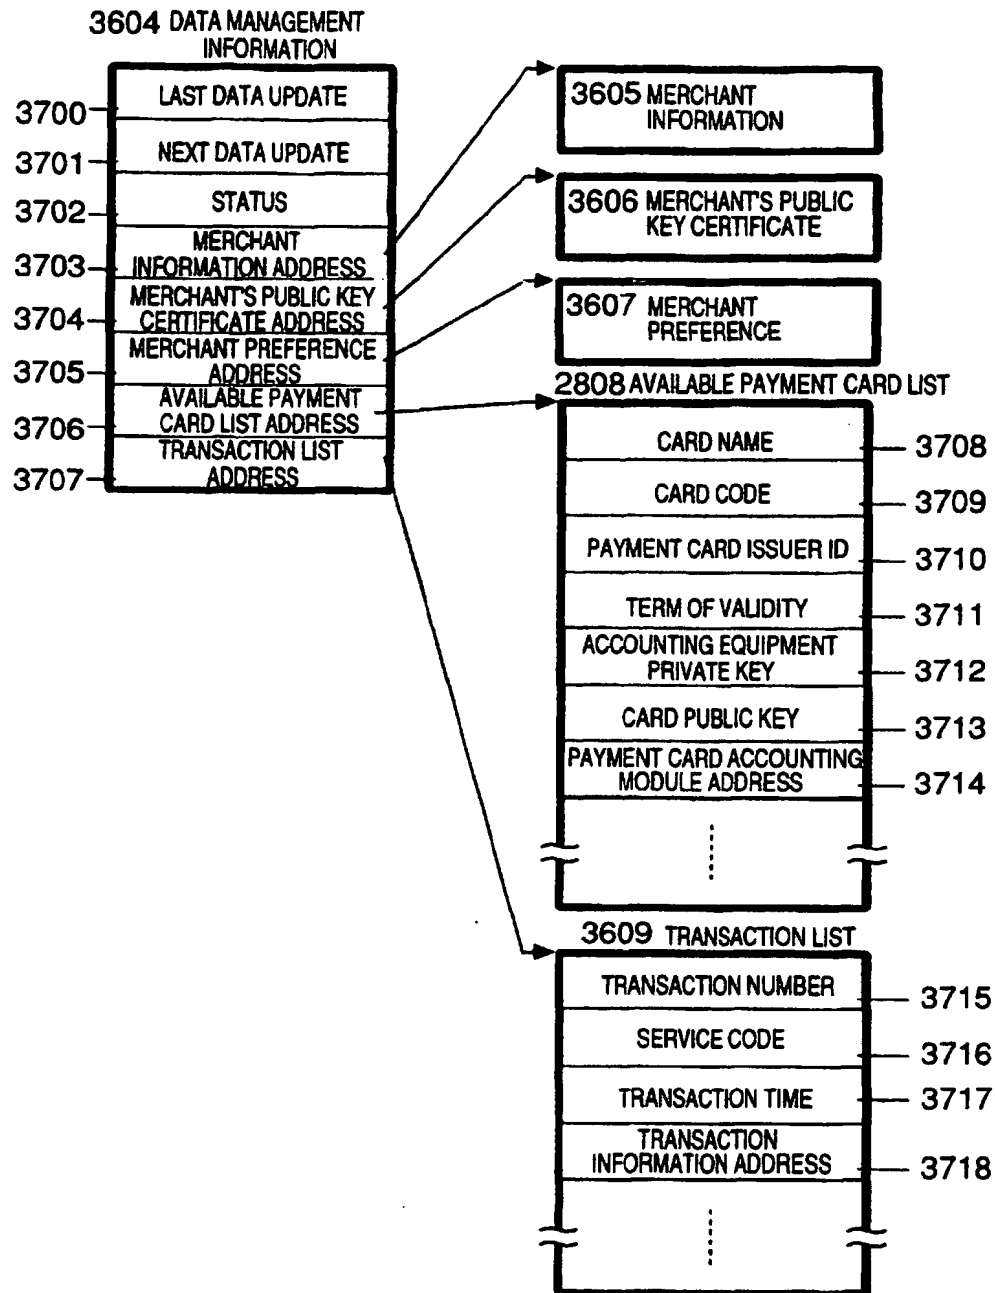 3604 DATA MANAGEMENT
INFORMATION
3700
LAST DATA UPDATE
3701
NEXT DATA UPDATE
3702
STATUS
3703
MERCHANT
INFORMATION ADDRESS
3704
MERCHANT'S PUBLIC KEY
CERTIFICATE ADDRESS
3705
MERCHANT PREFERENCE
ADDRESS
3706
AVAILABLE PAYMENT
CARD LIST ADDRESS
3707
TRANSACTION LIST
ADDRESS
3605 MERCHANT
INFORMATION
3606 MERCHANT'S PUBLIC
KEY CERTIFICATE
3607 MERCHANT
PREFERENCE
2808 AVAILABLE PAYMENT CARD LIST
CARD NAME
3708
CARD CODE
3709
PAYMENT CARD ISSUER ID
3710
TERM OF VALIDITY
3711
ACCOUNTING EQUIPMENT
PRIVATE KEY
3712
CARD PUBLIC KEY
3713
PAYMENT CARD ACCOUNTING
MODULE ADDRESS
3714
3609 TRANSACTION LIST
TRANSACTION NUMBER
3715
SERVICE CODE
3716
TRANSACTION TIME
3717
TRANSACTION
INFORMATION ADDRESS
3718